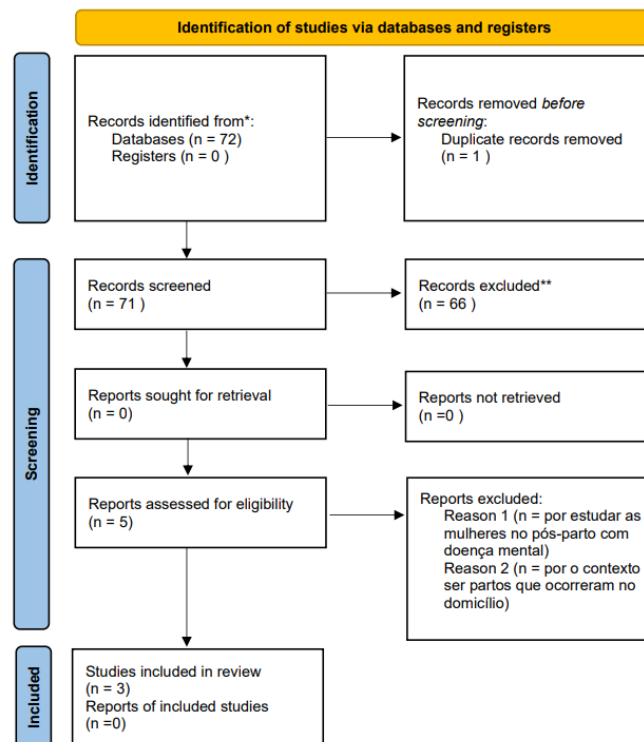 Identification of studies via databases and registers
Identification
Records identified from*:
Databases (n = 72)
Registers (n = 0 )
Records removed before
screening:
Duplicate records removed
(n = 1 )
Screening
Records screened
(n = 71 )
Records excluded**
(n = 66 )
Reports sought for retrieval
(n = 0)
Reports not retrieved
(n =0 )
Reports assessed for eligibility
(n = 5)
Reports excluded:
Reason 1 (n = por estudar as
mulheres no pós-parto com
doença mental)
Reason 2 (n = por o contexto
ser partos que ocorreram no
domicílio)
Included
Studies included in review
(n = 3)
Reports of included studies
(n =0)